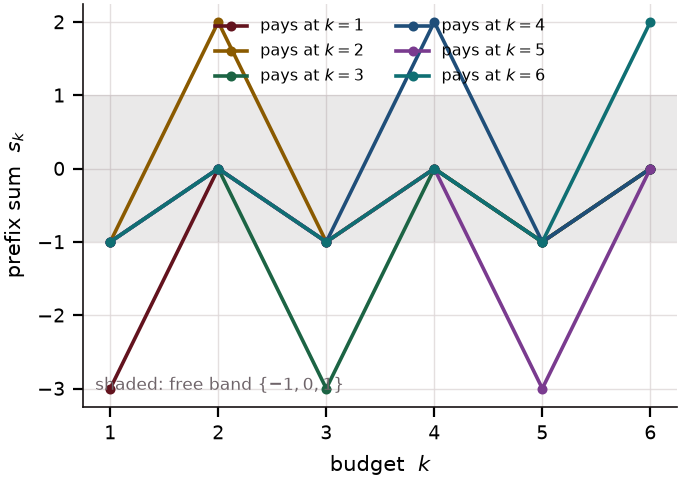 pays at k = 1
pays at k = 2
pays at k = 3
pays at k = 4
pays at k = 5
pays at k = 6
2
1
0
−1
−2
−3
prefix sum s_k
shaded: free band {−1, 0, 1}
1 2 3 4 5 6
budget k